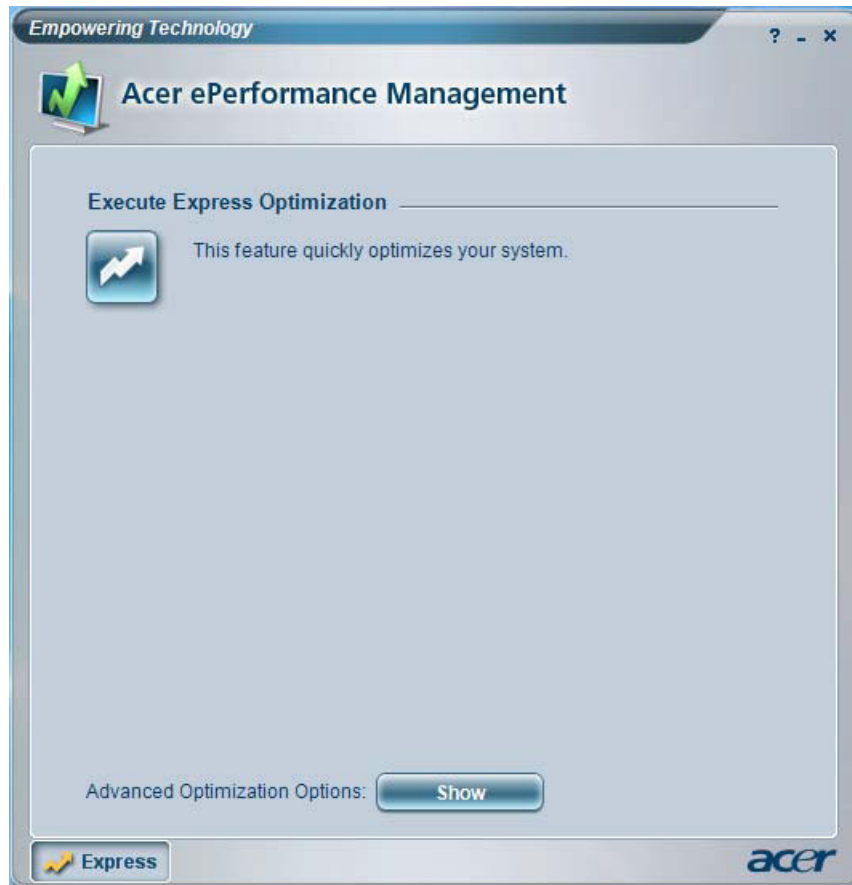 Empowering Technology
? - ×
Acer ePerformance Management
Execute Express Optimization
This feature quickly optimizes your system.
Advanced Optimization Options: Show
Express
acer